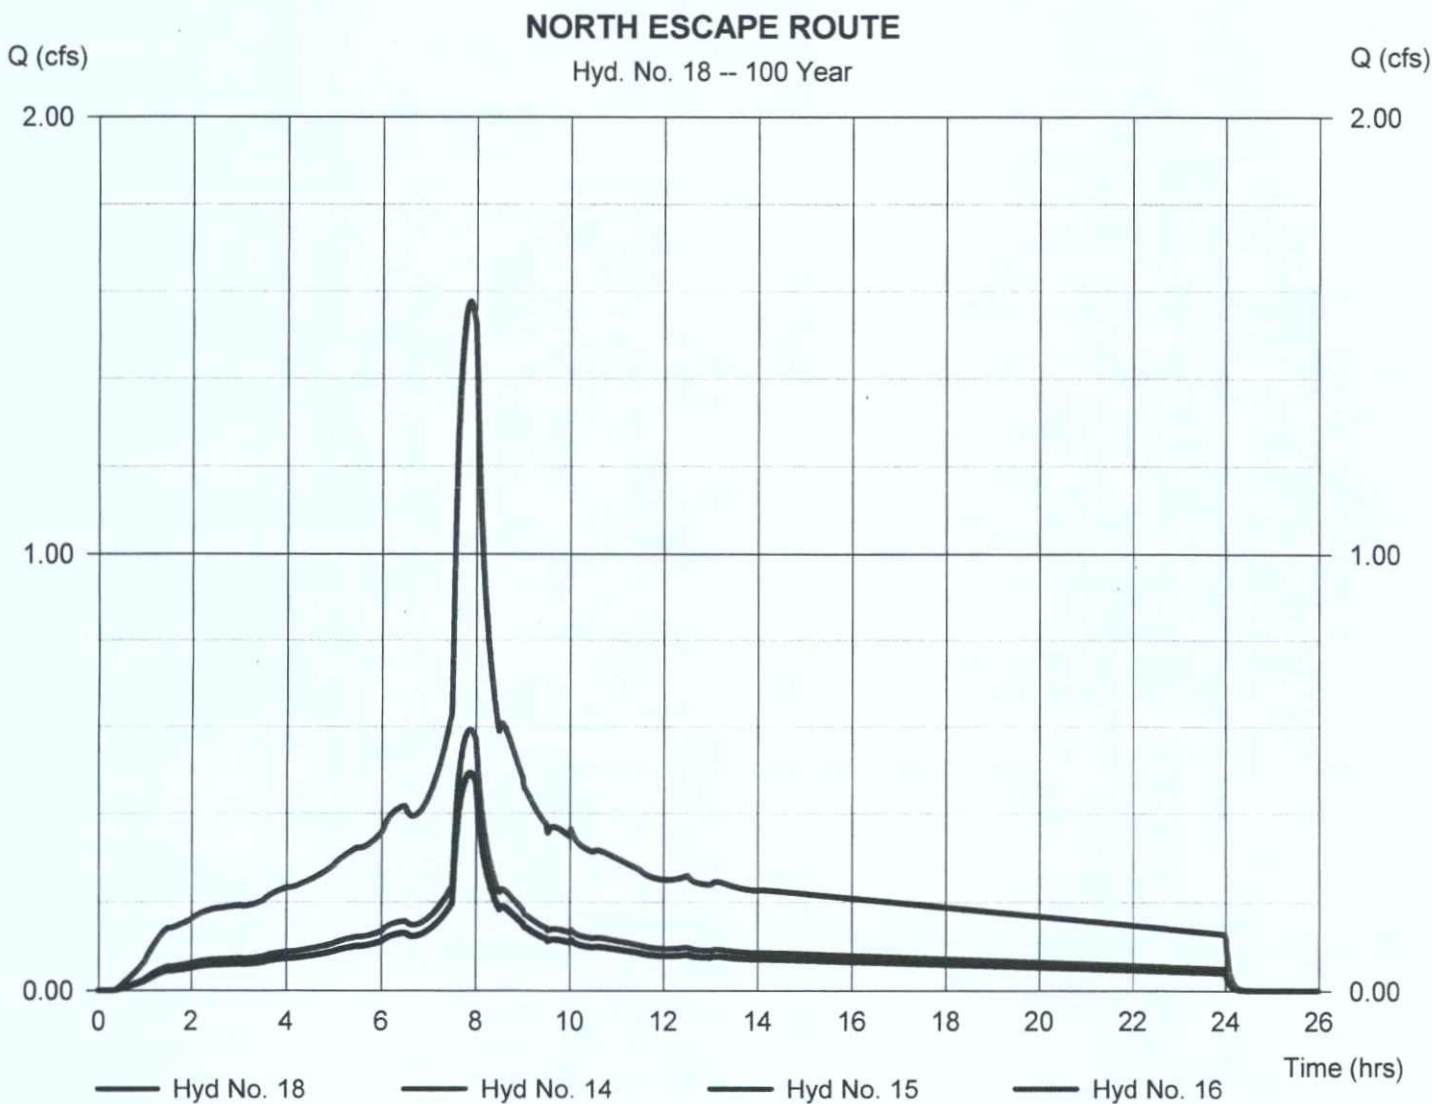 NORTH ESCAPE ROUTE
Q (cfs)
Hyd. No. 18 -- 100 Year
Q (cfs)
2.00
2.00
1.00
1.00
0.00
0.00
0 2 4 6 8 10 12 14 16 18 20 22 24 26
Time (hrs)
Hyd No. 18 Hyd No. 14 Hyd No. 15 Hyd No. 16